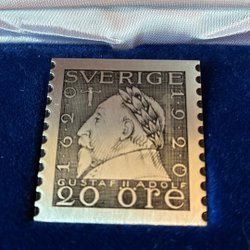 SVERIGE
1620
1920
GUSTAF II ADOLF
20 ÖRE